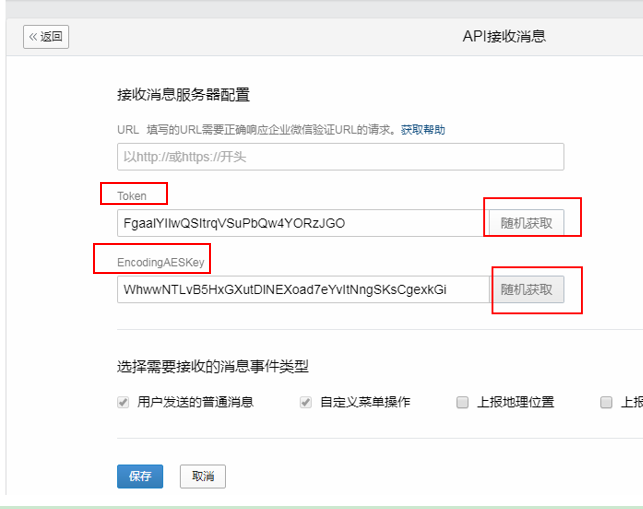 « 返回
API接收消息
接收消息服务器配置
URL 填写的URL需要正确响应企业微信验证URL的请求。获取帮助
以http://或https://开头
Token
FgaaIYIIwQSItrqVSuPbQw4YORzJGO
随机获取
EncodingAESKey
WhwwNTLvB5HxGXutDINEXoad7eYvItNngSKsCgexkGi
随机获取
选择需要接收的消息事件类型
用户发送的普通消息 自定义菜单操作 上报地理位置 上报
保存 取消